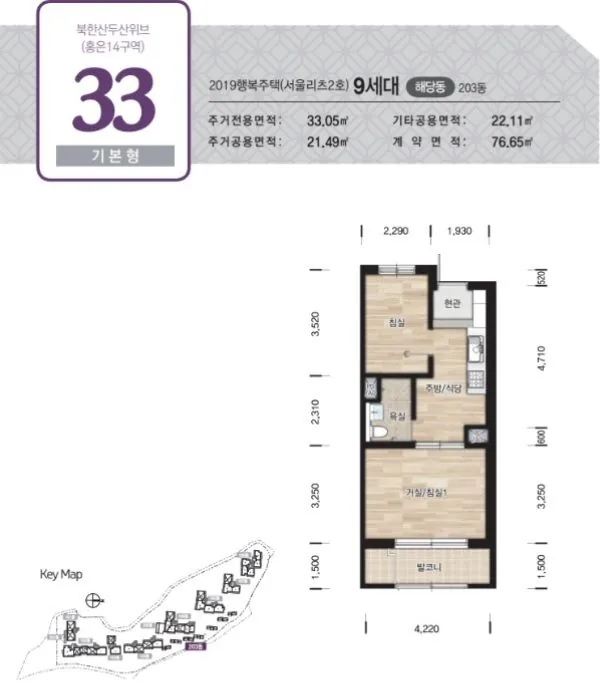 북한산두산위브
(홍은14구역)
33
기본형
2019행복주택(서울리츠2호) 9세대 해당동 203동
주거전용면적: 33.05㎡ 기타공용면적: 22.11㎡
주거공용면적: 21.49㎡ 계 약 면 적: 76.65㎡
2,290 1,930
520
현관
침실
3,520
4,710
주방/식당
2,310
욕실
600
거실/침실1
3,250
3,250
발코니
1,500
1,500
4,220
Key Map
203동